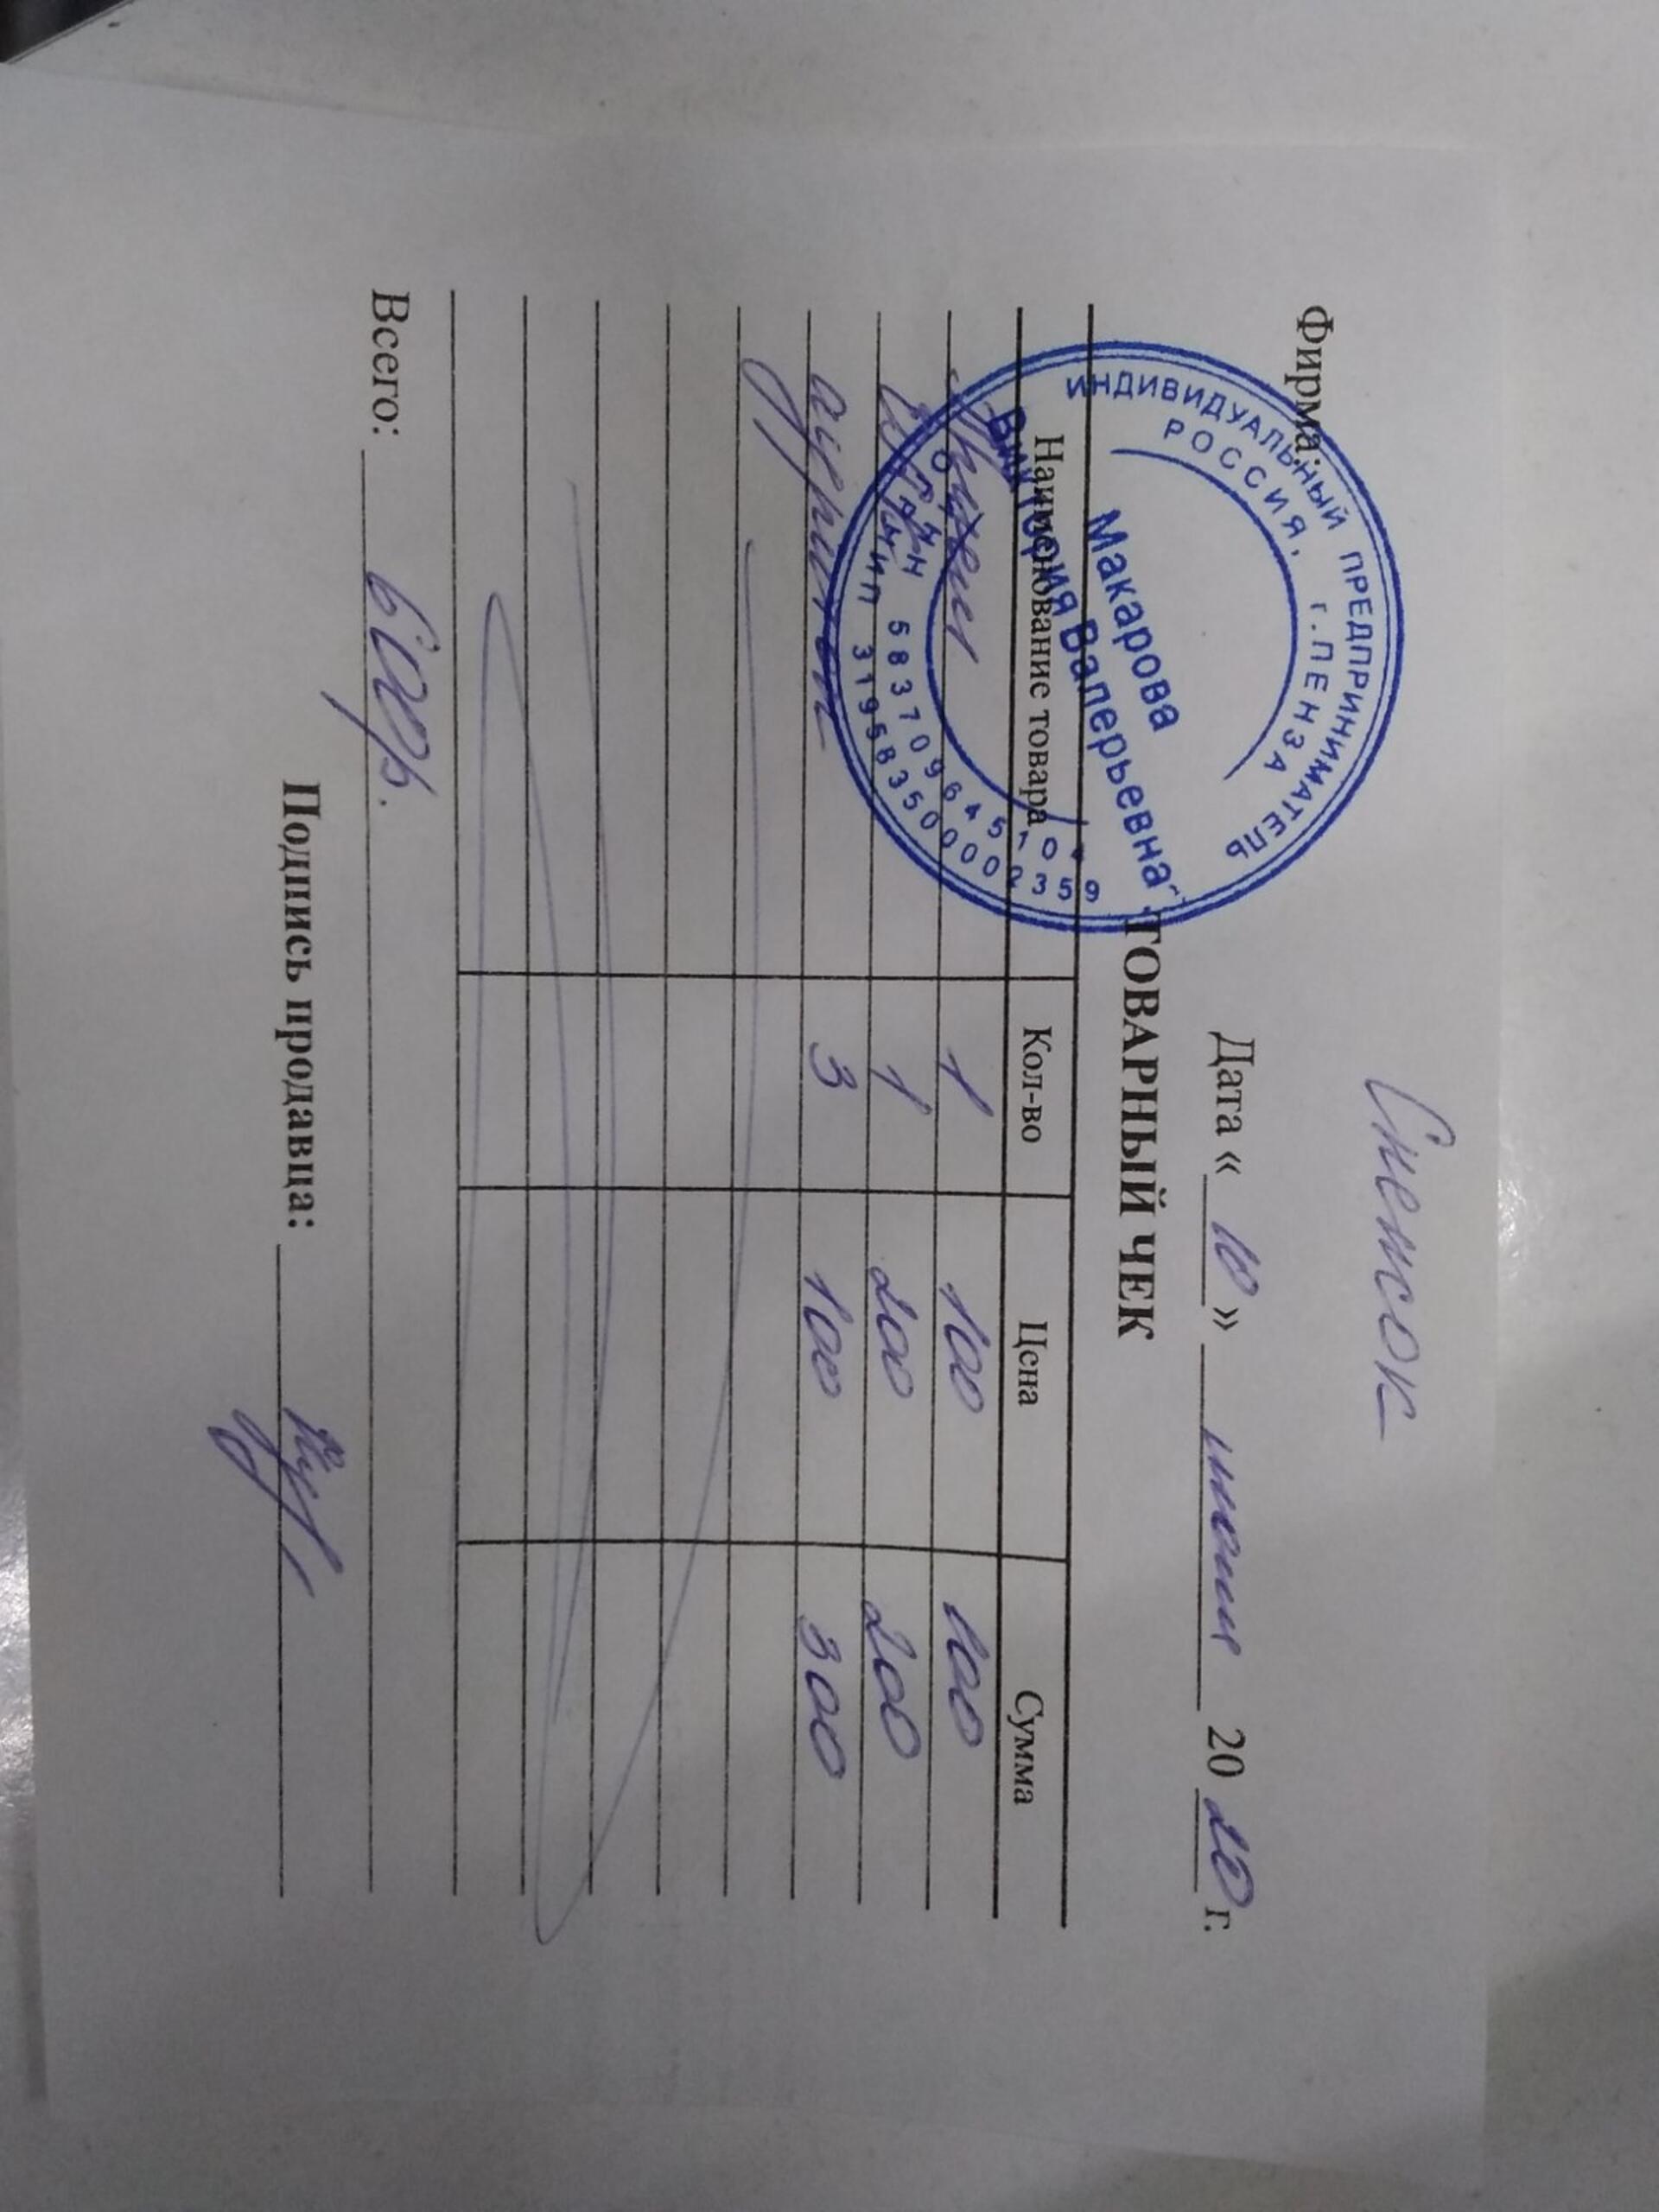 Снежок
Фирма:
Дата « 10 » июля 20 20 г.
ТОВАРНЫЙ ЧЕК
ИНДИВИДУАЛЬНЫЙ ПРЕДПРИНИМАТЕЛЬ
РОССИЯ, г.ПЕНЗА
Макарова
Виктория Валерьевна
ИНН 583709645104
ОГРНИП 319583500002359
Наименование товара Кол-во Цена Сумма
1 100 100
1 200 200
3 100 300
Всего: 600р.
Подпись продавца: